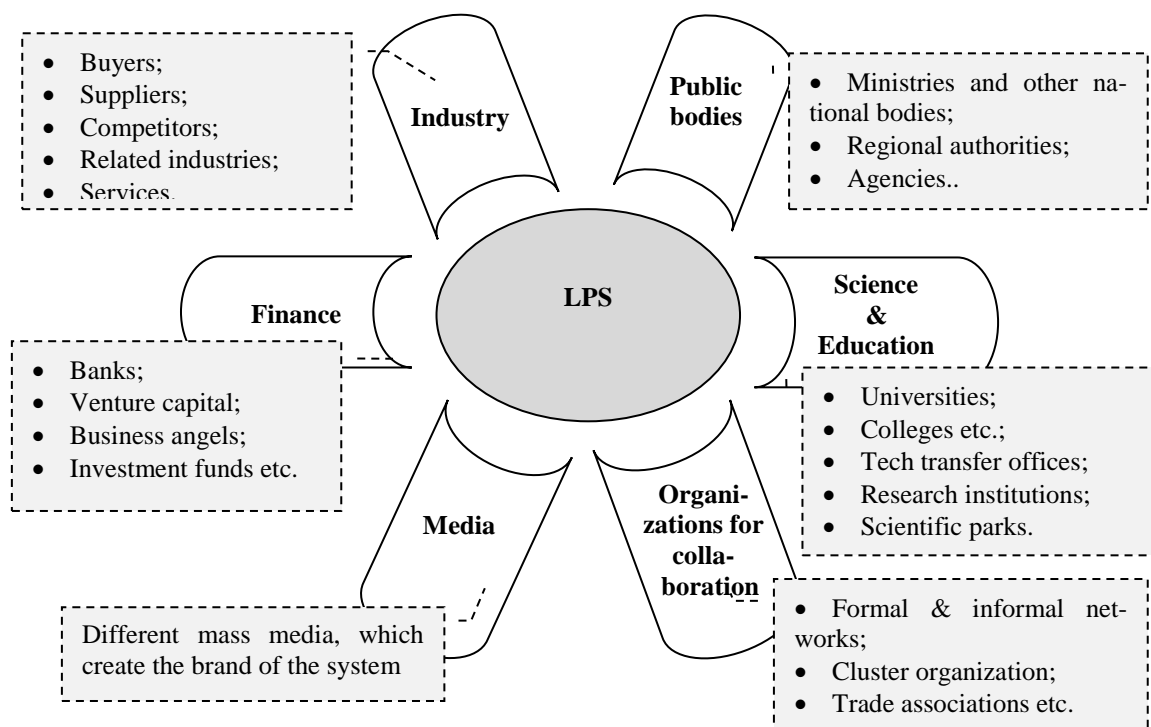 • Buyers;
• Suppliers;
• Competitors;
• Related industries;
• Services.
Industry
Public
bodies
• Ministries and other na-
tional bodies;
• Regional authorities;
• Agencies..
Finance
LPS
Science
&
Education
• Banks;
• Venture capital;
• Business angels;
• Investment funds etc.
• Universities;
• Colleges etc.;
• Tech transfer offices;
• Research institutions;
• Scientific parks.
Media
Organi-
zations for
colla-
boration
Different mass media, which
create the brand of the system
• Formal & informal net-
works;
• Cluster organization;
• Trade associations etc.